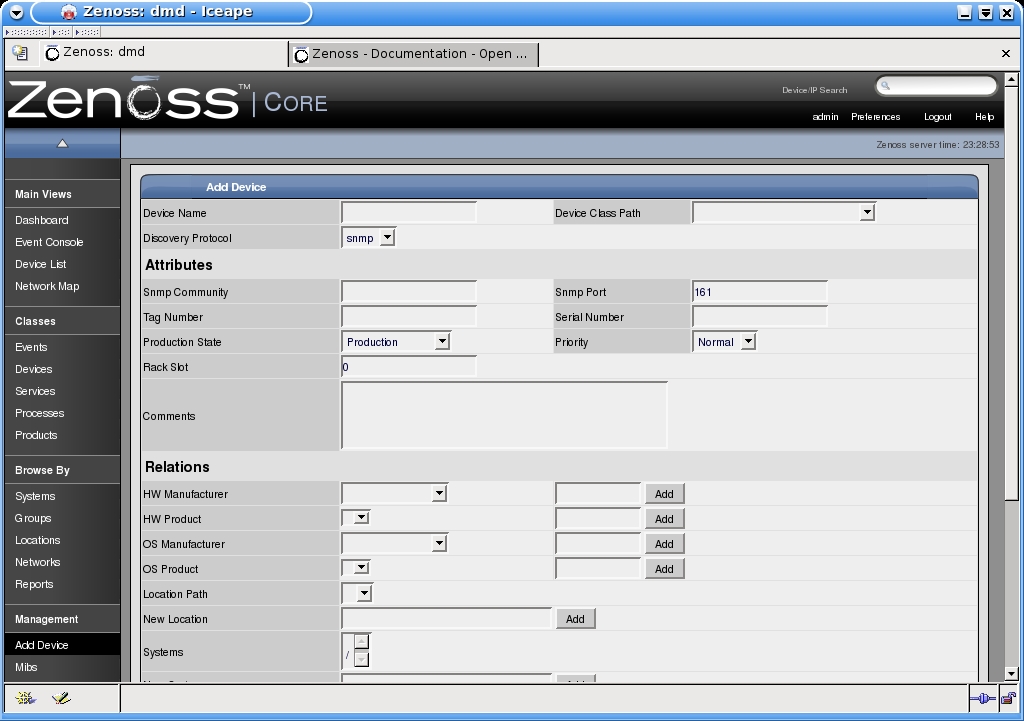 Zenoss: dmd - Iceape
Zenoss: dmd
Zenoss - Documentation - Open ...
Zenoss™ | CORE
Device/IP Search
admin Preferences Logout Help
Zenoss server time: 23:28:53
Main Views
Dashboard
Event Console
Device List
Network Map
Classes
Events
Devices
Services
Processes
Products
Browse By
Systems
Groups
Locations
Networks
Reports
Management
Add Device
Mibs
Add Device
Device Name
Device Class Path
Discovery Protocol snmp
Attributes
Snmp Community
Snmp Port 161
Tag Number
Serial Number
Production State Production
Priority Normal
Rack Slot 0
Comments
Relations
HW Manufacturer Add
HW Product Add
OS Manufacturer Add
OS Product Add
Location Path
New Location Add
Systems /